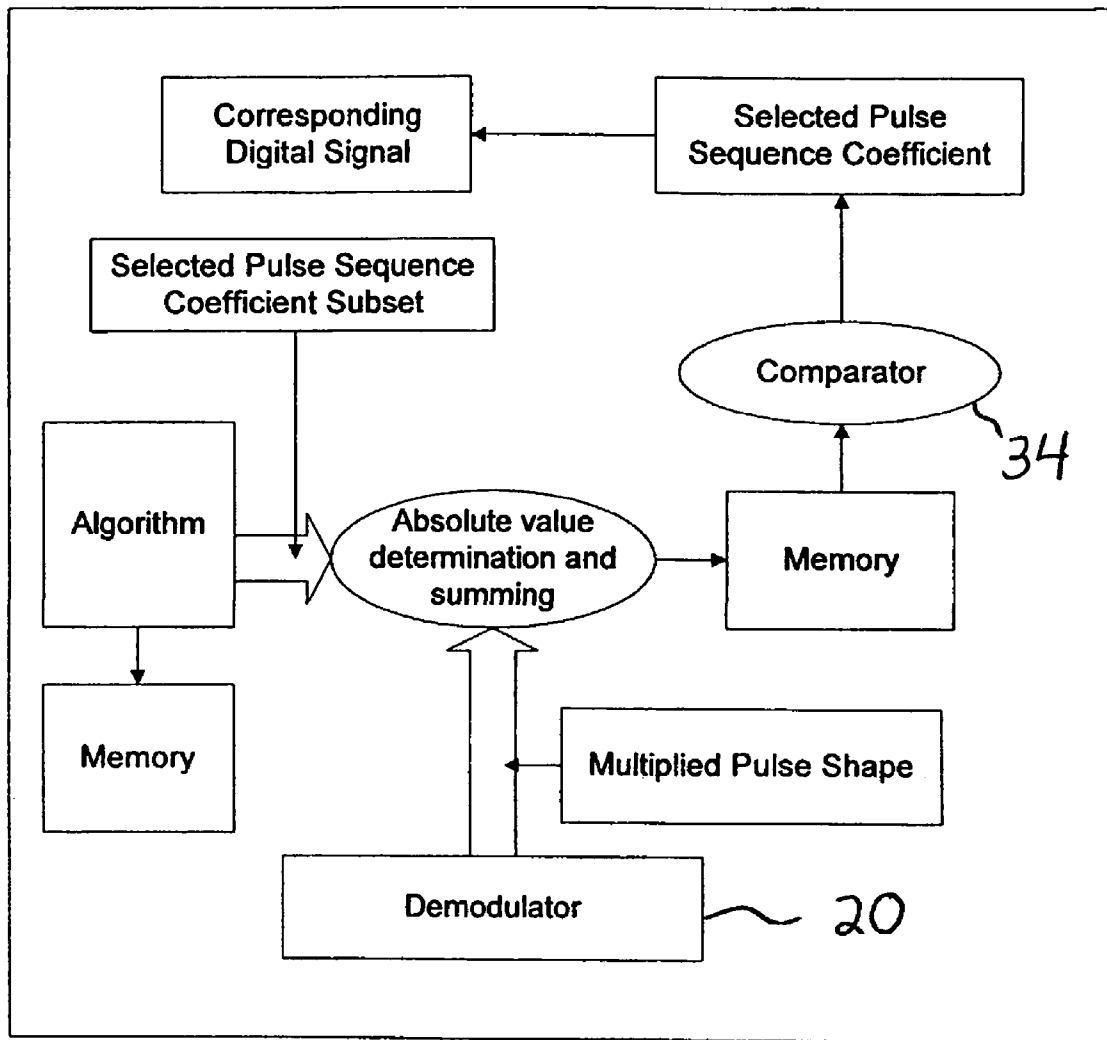 Corresponding
Digital Signal
Selected Pulse
Sequence Coefficient
Selected Pulse Sequence
Coefficient Subset
Comparator
34
Algorithm
Absolute value
determination and
summing
Memory
Memory
Multiplied Pulse Shape
Demodulator
20